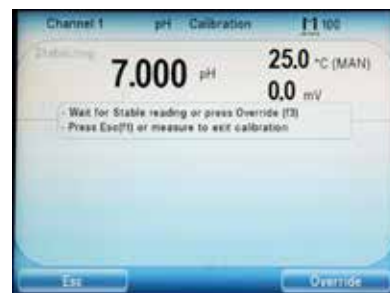 Channel 1 pH Calibration 100
Stabilizing
7.000 pH 25.0 °C (MAN)
0,0 mV
- Wait for Stable reading or press Override (f3)
- Press Esc(f1) or measure to exit calibration
Esc Override